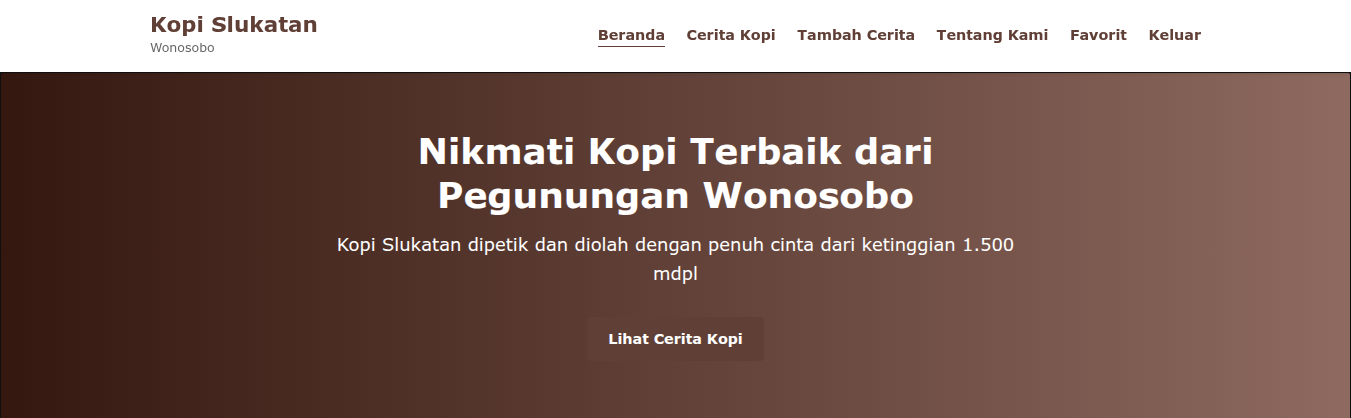 Kopi Slukatan
Wonosobo
Beranda Cerita Kopi Tambah Cerita Tentang Kami Favorit Keluar
Nikmati Kopi Terbaik dari
Pegunungan Wonosobo
Kopi Slukatan dipetik dan diolah dengan penuh cinta dari ketinggian 1.500
mdpl
Lihat Cerita Kopi